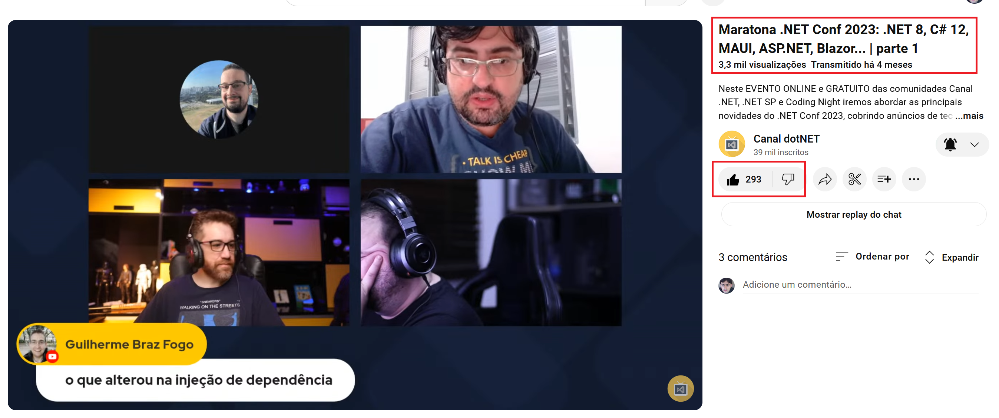 Maratona .NET Conf 2023: .NET 8, C# 12,
MAUI, ASP.NET, Blazor... | parte 1
3,3 mil visualizações Transmitido há 4 meses
Neste EVENTO ONLINE e GRATUITO das comunidades Canal
.NET, .NET SP e Coding Night iremos abordar as principais
novidades do .NET Conf 2023, cobrindo anúncios de tec ...mais
Canal dotNET
39 mil inscritos
293
Mostrar replay do chat
3 comentários Ordenar por Expandir
Adicione um comentário...
• TALK IS CHEAP
"SNEAKERS"
WALKING ON THE STREETS
Guilherme Braz Fogo
o que alterou na injeção de dependência